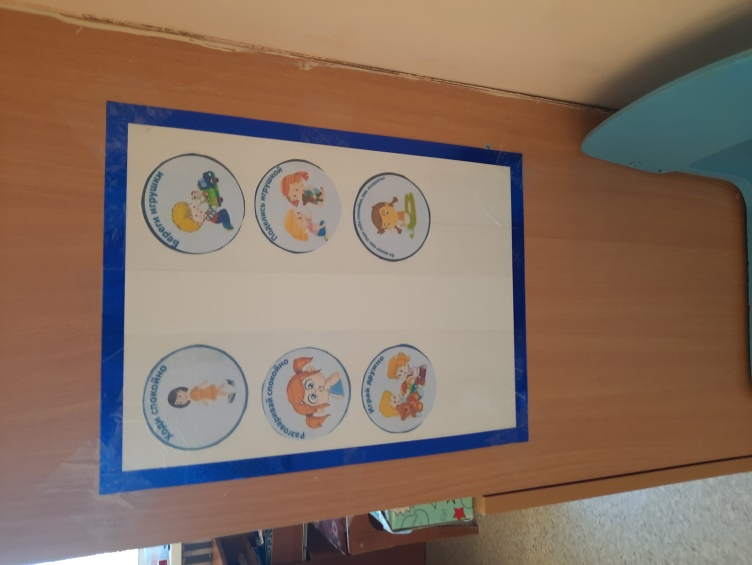 Ходи спокойно
Береги игрушки
Разговаривай спокойно
Поделись игрушкой
Играй дружно